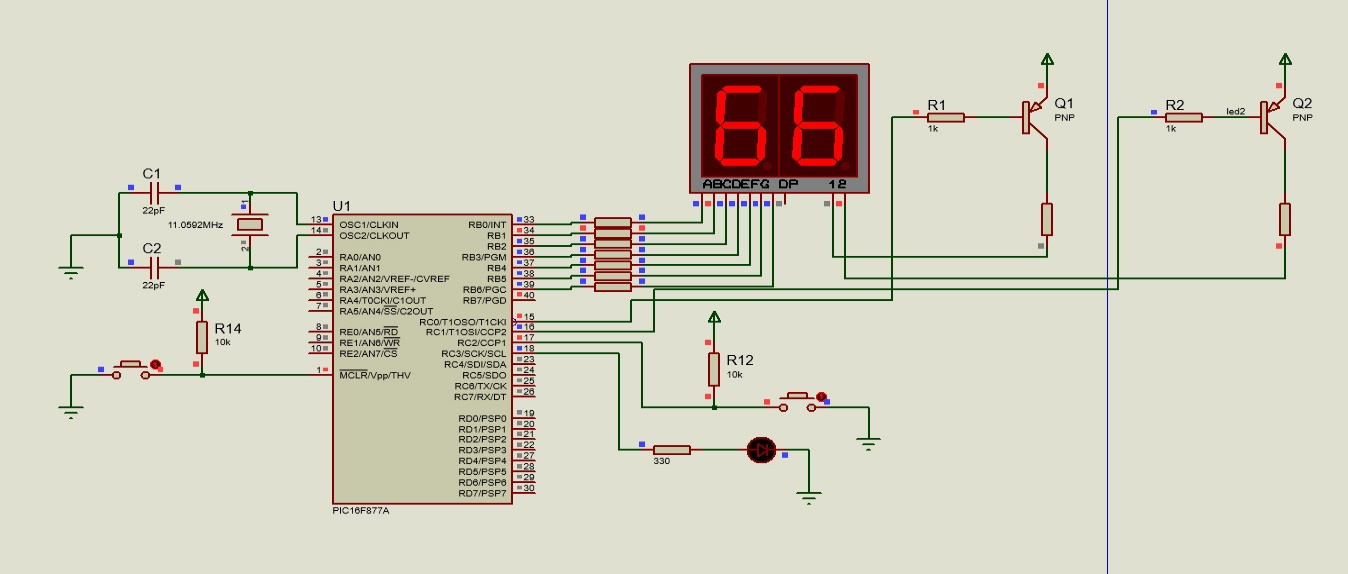 ABCDEFG DP
12
R1
1k
Q1
PNP
R2
1k
led2
Q2
PNP
C1
22pF
11.0592MHz
1
2
C2
22pF
U1
13 OSC1/CLKIN
14 OSC2/CLKOUT
2 RA0/AN0
3 RA1/AN1
4 RA2/AN2/VREF-/CVREF
5 RA3/AN3/VREF+
6 RA4/T0CKI/C1OUT
7 RA5/AN4/SS/C2OUT
8 RE0/AN5/RD
9 RE1/AN6/WR
10 RE2/AN7/CS
1 MCLR/Vpp/THV
RB0/INT 33
RB1 34
RB2 35
RB3/PGM 36
RB4 37
RB5 38
RB6/PGC 39
RB7/PGD 40
RC0/T1OSO/T1CKI 15
RC1/T1OSI/CCP2 16
RC2/CCP1 17
RC3/SCK/SCL 18
RC4/SDI/SDA 23
RC5/SDO 24
RC6/TX/CK 25
RC7/RX/DT 26
RD0/PSP0 19
RD1/PSP1 20
RD2/PSP2 21
RD3/PSP3 22
RD4/PSP4 27
RD5/PSP5 28
RD6/PSP6 29
RD7/PSP7 30
PIC16F877A
R14
10k
R12
10k
330
66